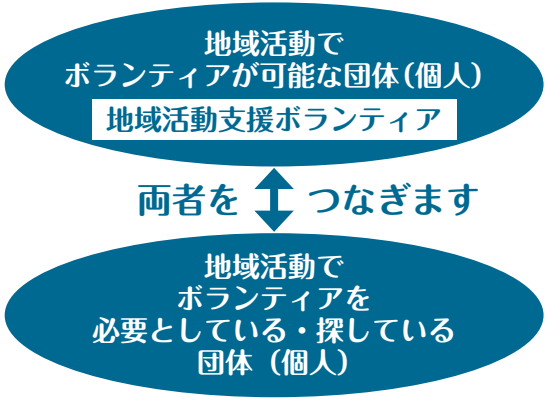 地域活動で
ボランティアが可能な団体(個人)
地域活動支援ボランティア
両者を つなぎます
地域活動で
ボランティアを
必要としている・探している
団体(個人)